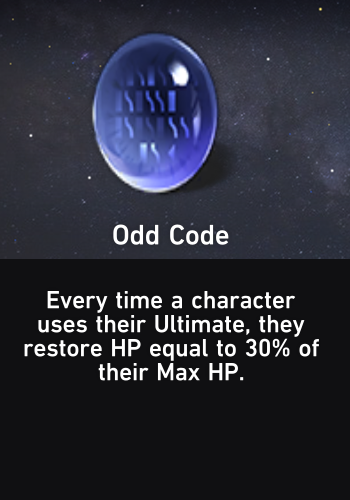 Odd Code
Every time a character
uses their Ultimate, they
restore HP equal to 30% of
their Max HP.